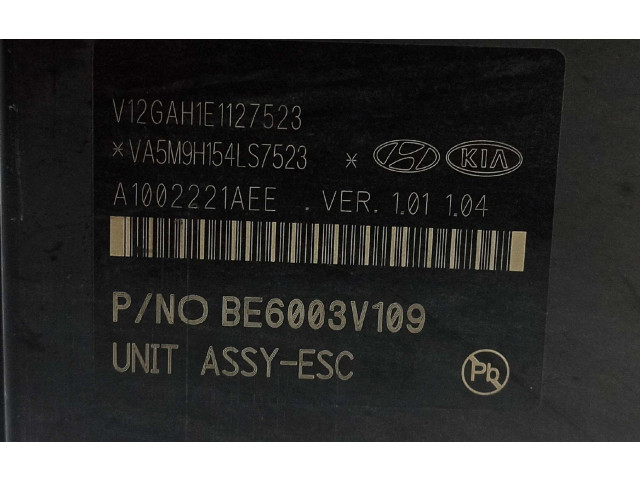 V12GAH1E1127523
*VA5M9H154LS7523 *
KIA
A1002221AEE . VER. 1.01 1.04
P/NO BE6003V109
UNIT ASSY-ESC
Pb